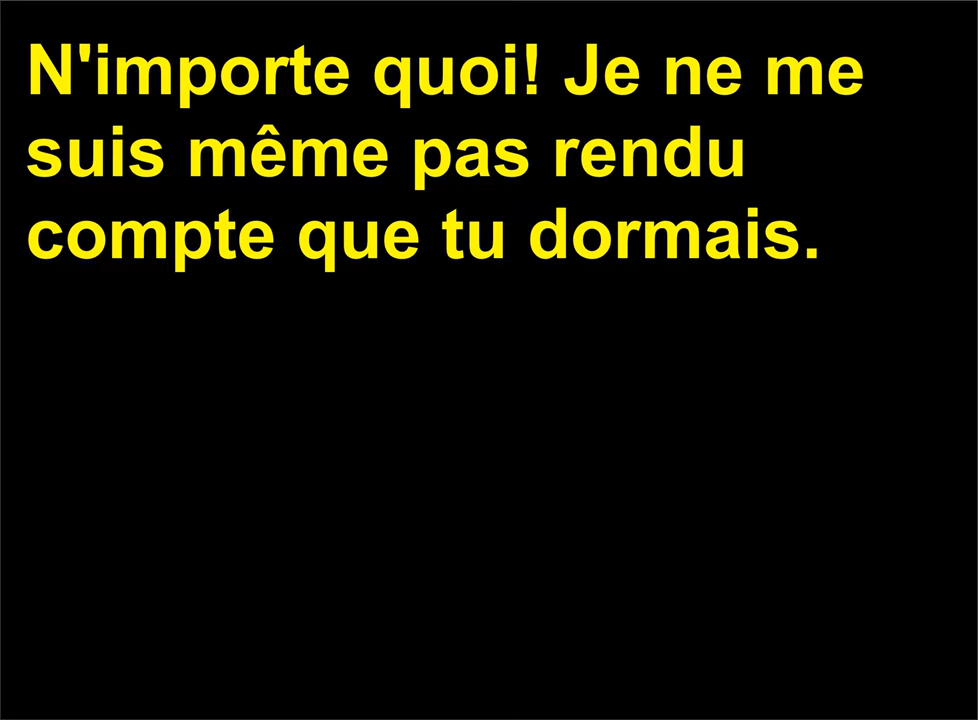 N'importe quoi! Je ne me
suis même pas rendu
compte que tu dormais.